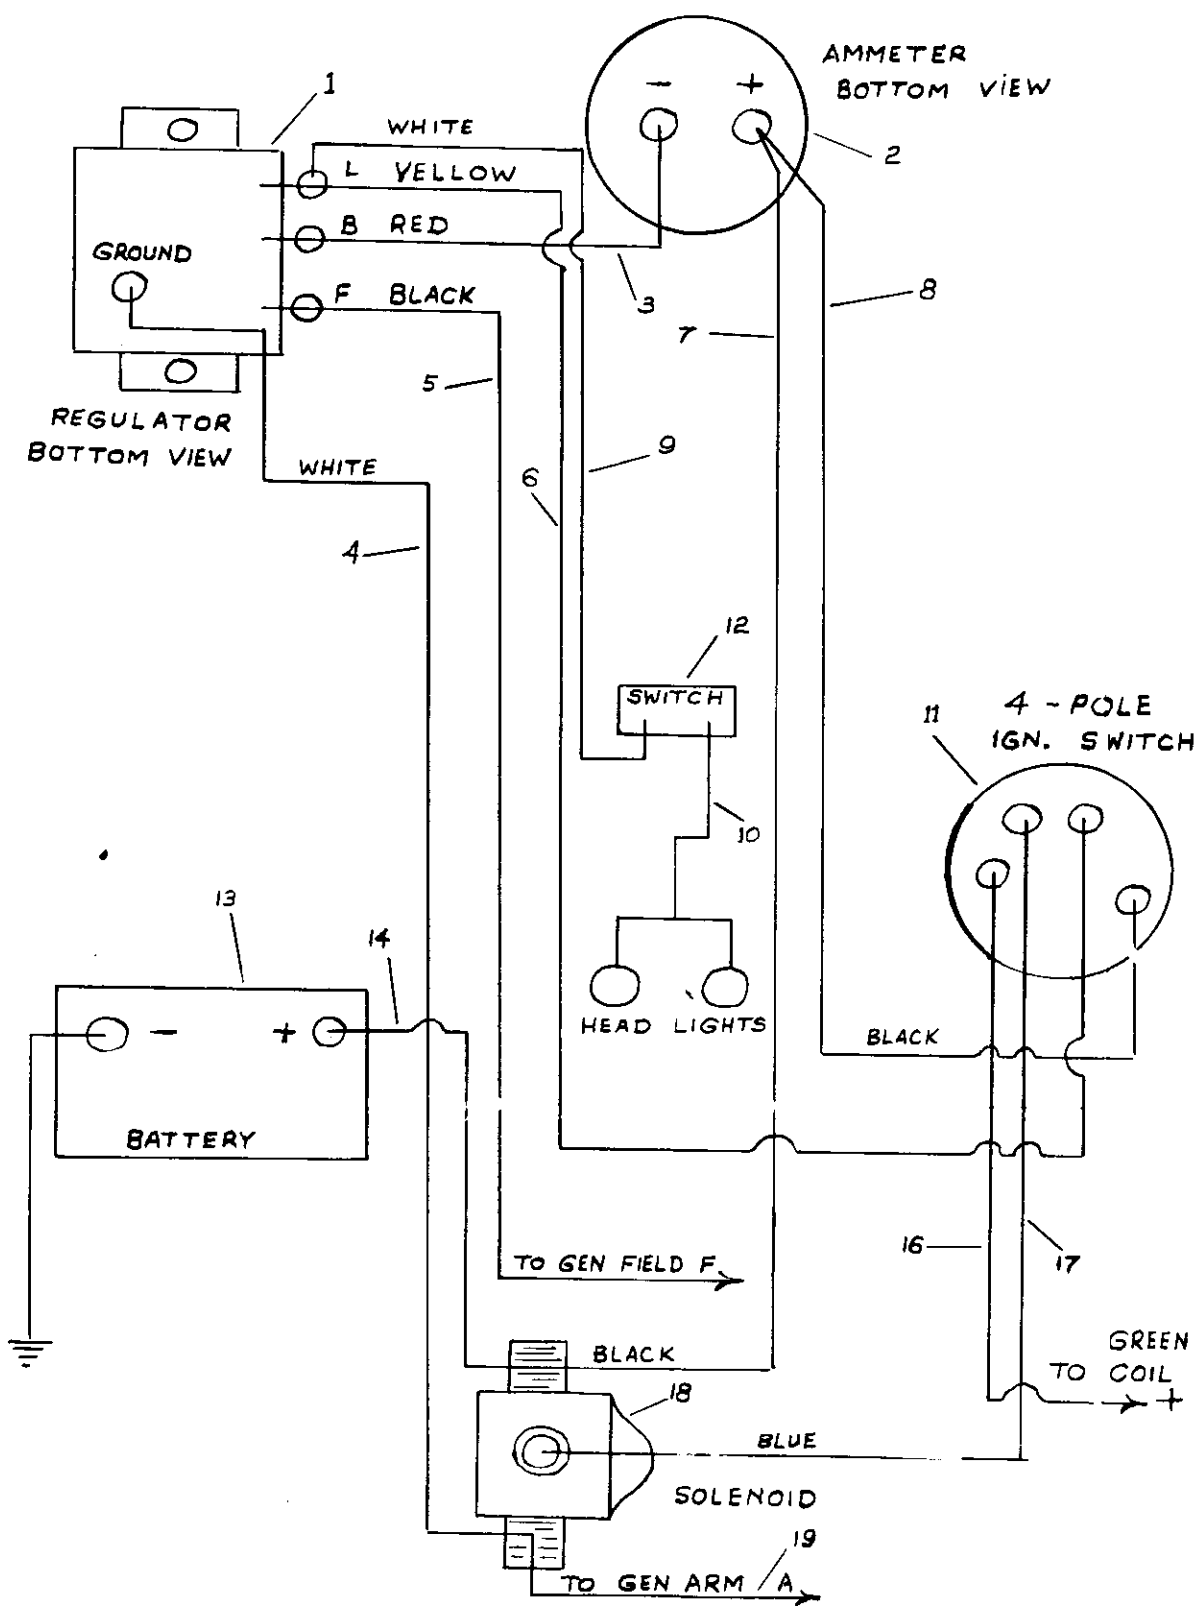 1
AMMETER
BOTTOM VIEW
- +
2
WHITE
L YELLOW
B RED
GROUND
F BLACK
3
8
7
5
REGULATOR
BOTTOM VIEW
WHITE
9
6
4
12
SWITCH
4 - POLE
IGN. SWITCH
11
10
13
14
HEAD LIGHTS
- +
BLACK
BATTERY
16
17
TO GEN FIELD F
GREEN
TO COIL
+
BLACK
18
BLUE
SOLENOID
19
TO GEN ARM A